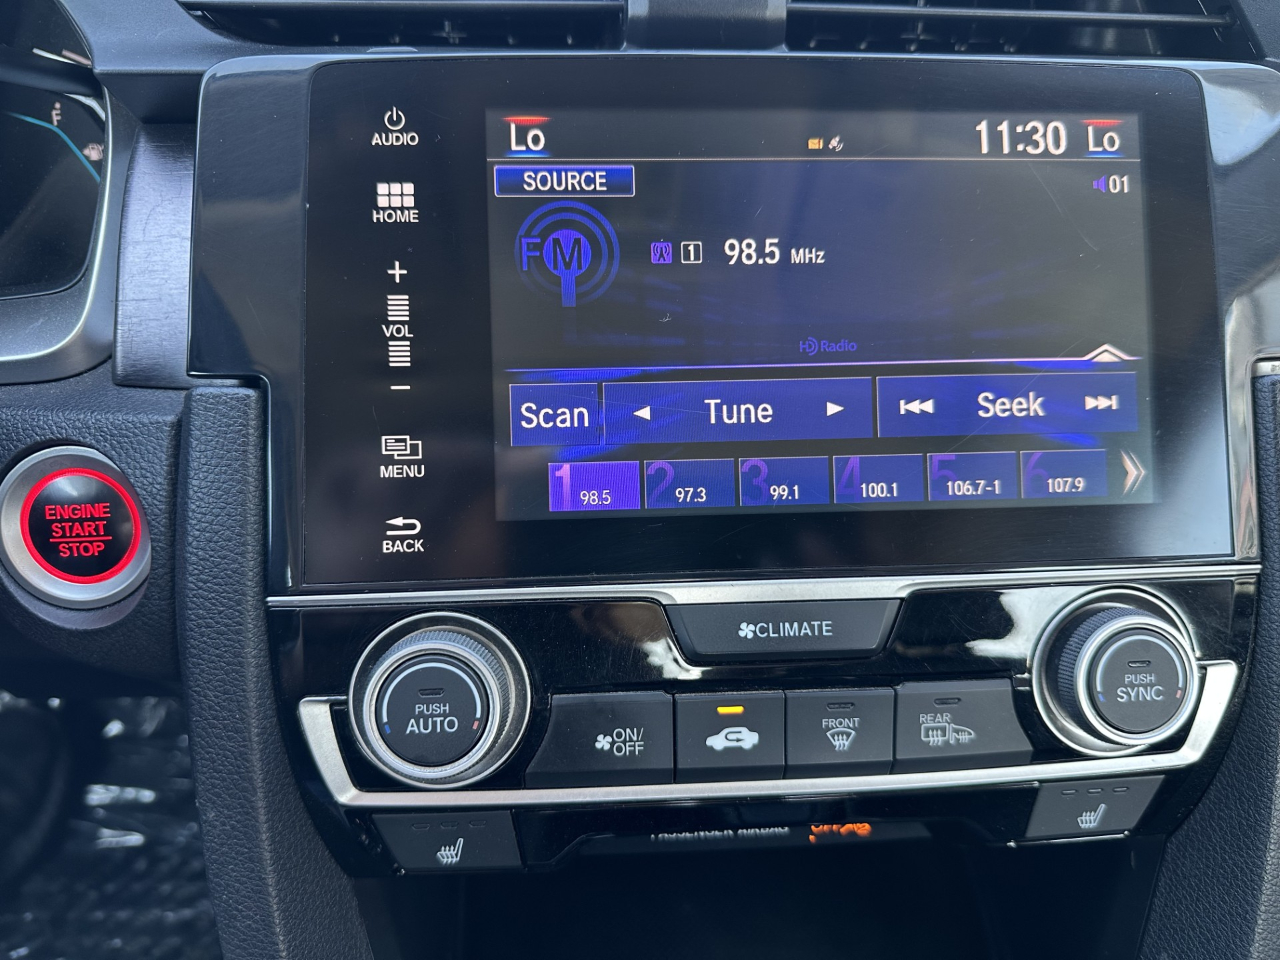 AUDIO
HOME
+
VOL
−
MENU
BACK
Lo
11:30
Lo
SOURCE
01
FM
1
98.5 MHz
HD Radio
Scan
Tune
Seek
1 98.5
2 97.3
3 99.1
4 100.1
5 106.7-1
6 107.9
ENGINE
START
STOP
CLIMATE
PUSH
AUTO
ON/
OFF
FRONT
REAR
PUSH
SYNC
PASSENGER AIRBAG
F